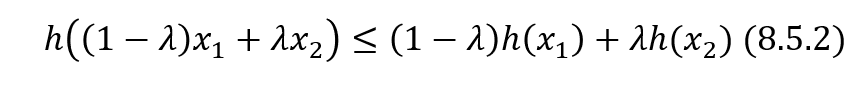 ℎ((1 − 𝜆)𝑥₁ + 𝜆𝑥₂) ≤ (1 − 𝜆)ℎ(𝑥₁) + 𝜆ℎ(𝑥₂) (8.5.2)